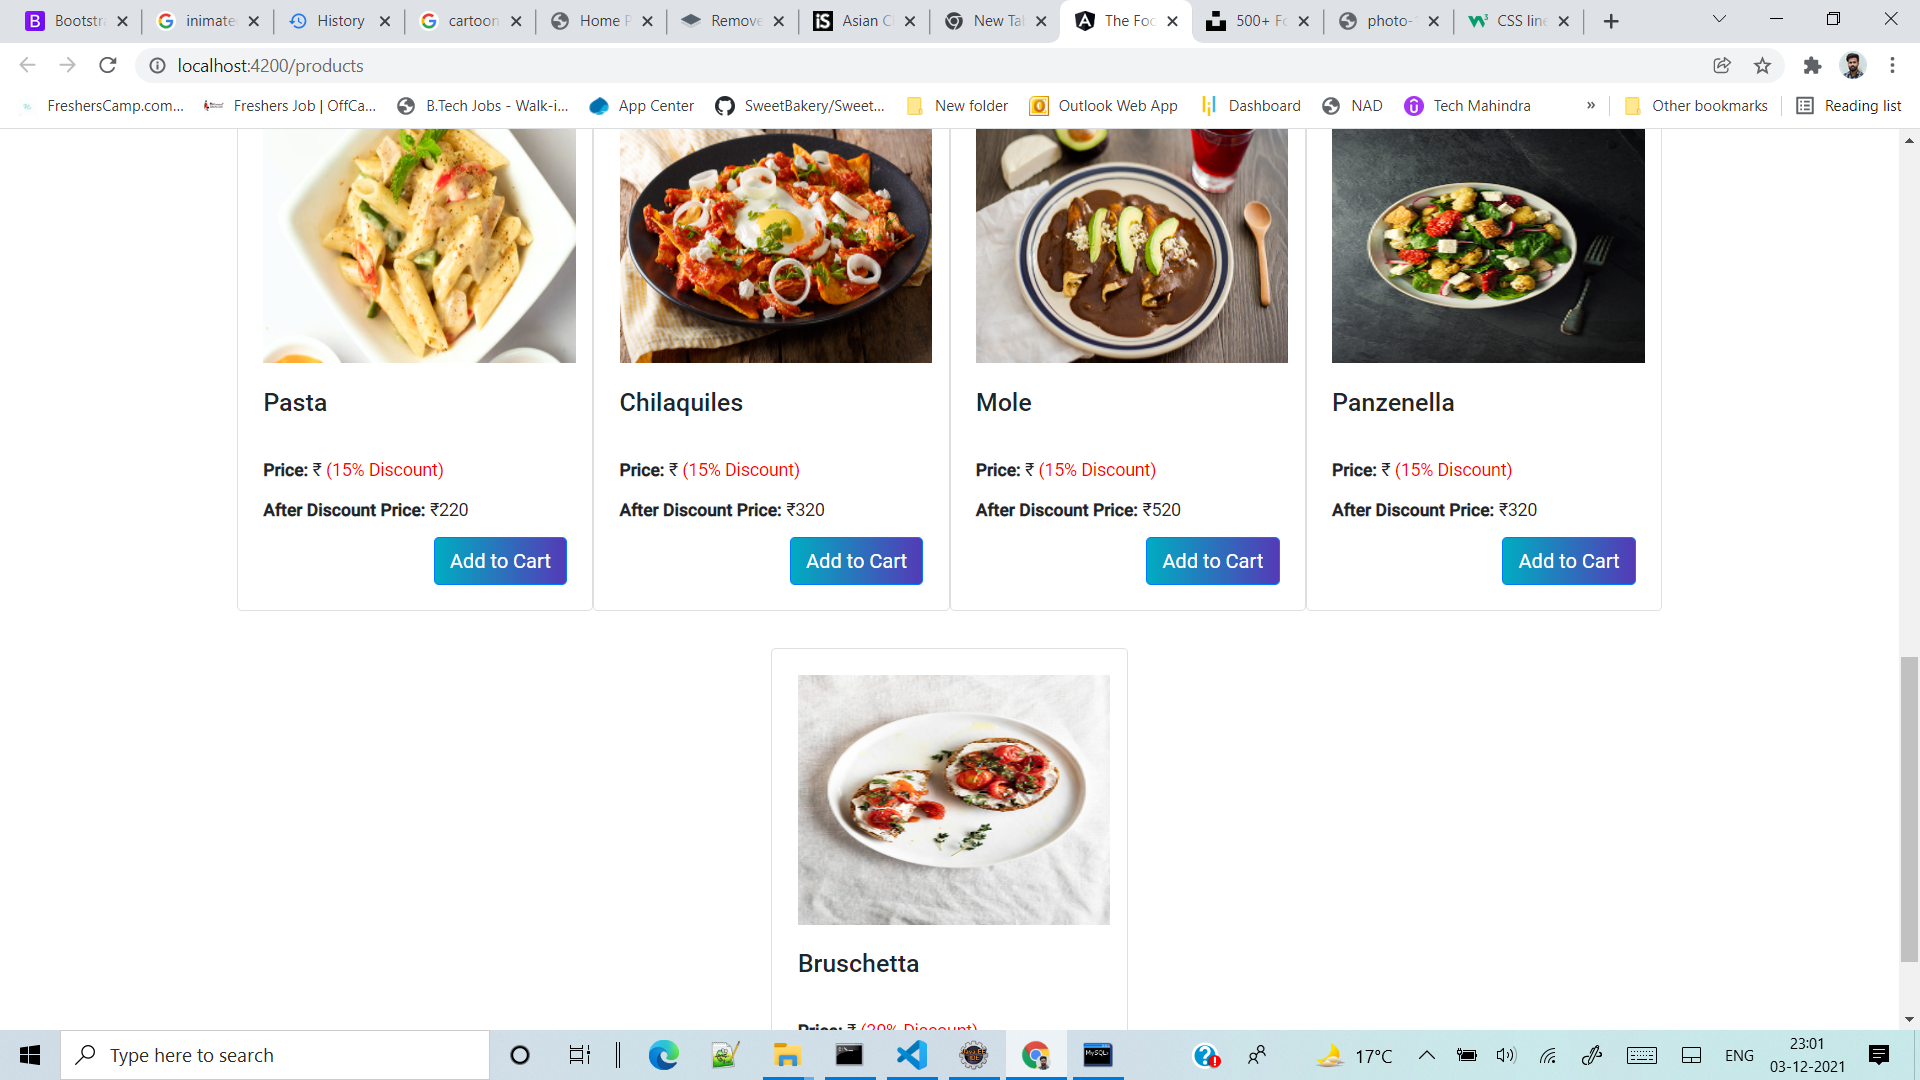 Bootstr inimate History cartoon Home P Remove Asian C New Tal The Foo 500+ Fo photo- CSS line
localhost:4200/products
FreshersCamp.com... Freshers Job | OffCa... B.Tech Jobs - Walk-i... App Center SweetBakery/Sweet... New folder Outlook Web App Dashboard NAD Tech Mahindra » Other bookmarks Reading list
Pasta Chilaquiles Mole Panzenella
Price: ₹ (15% Discount) Price: ₹ (15% Discount) Price: ₹ (15% Discount) Price: ₹ (15% Discount)
After Discount Price: ₹220 After Discount Price: ₹320 After Discount Price: ₹520 After Discount Price: ₹320
Add to Cart Add to Cart Add to Cart Add to Cart
Bruschetta
Price: ₹ (20% Discount)
Type here to search 17°C ENG 23:01
03-12-2021